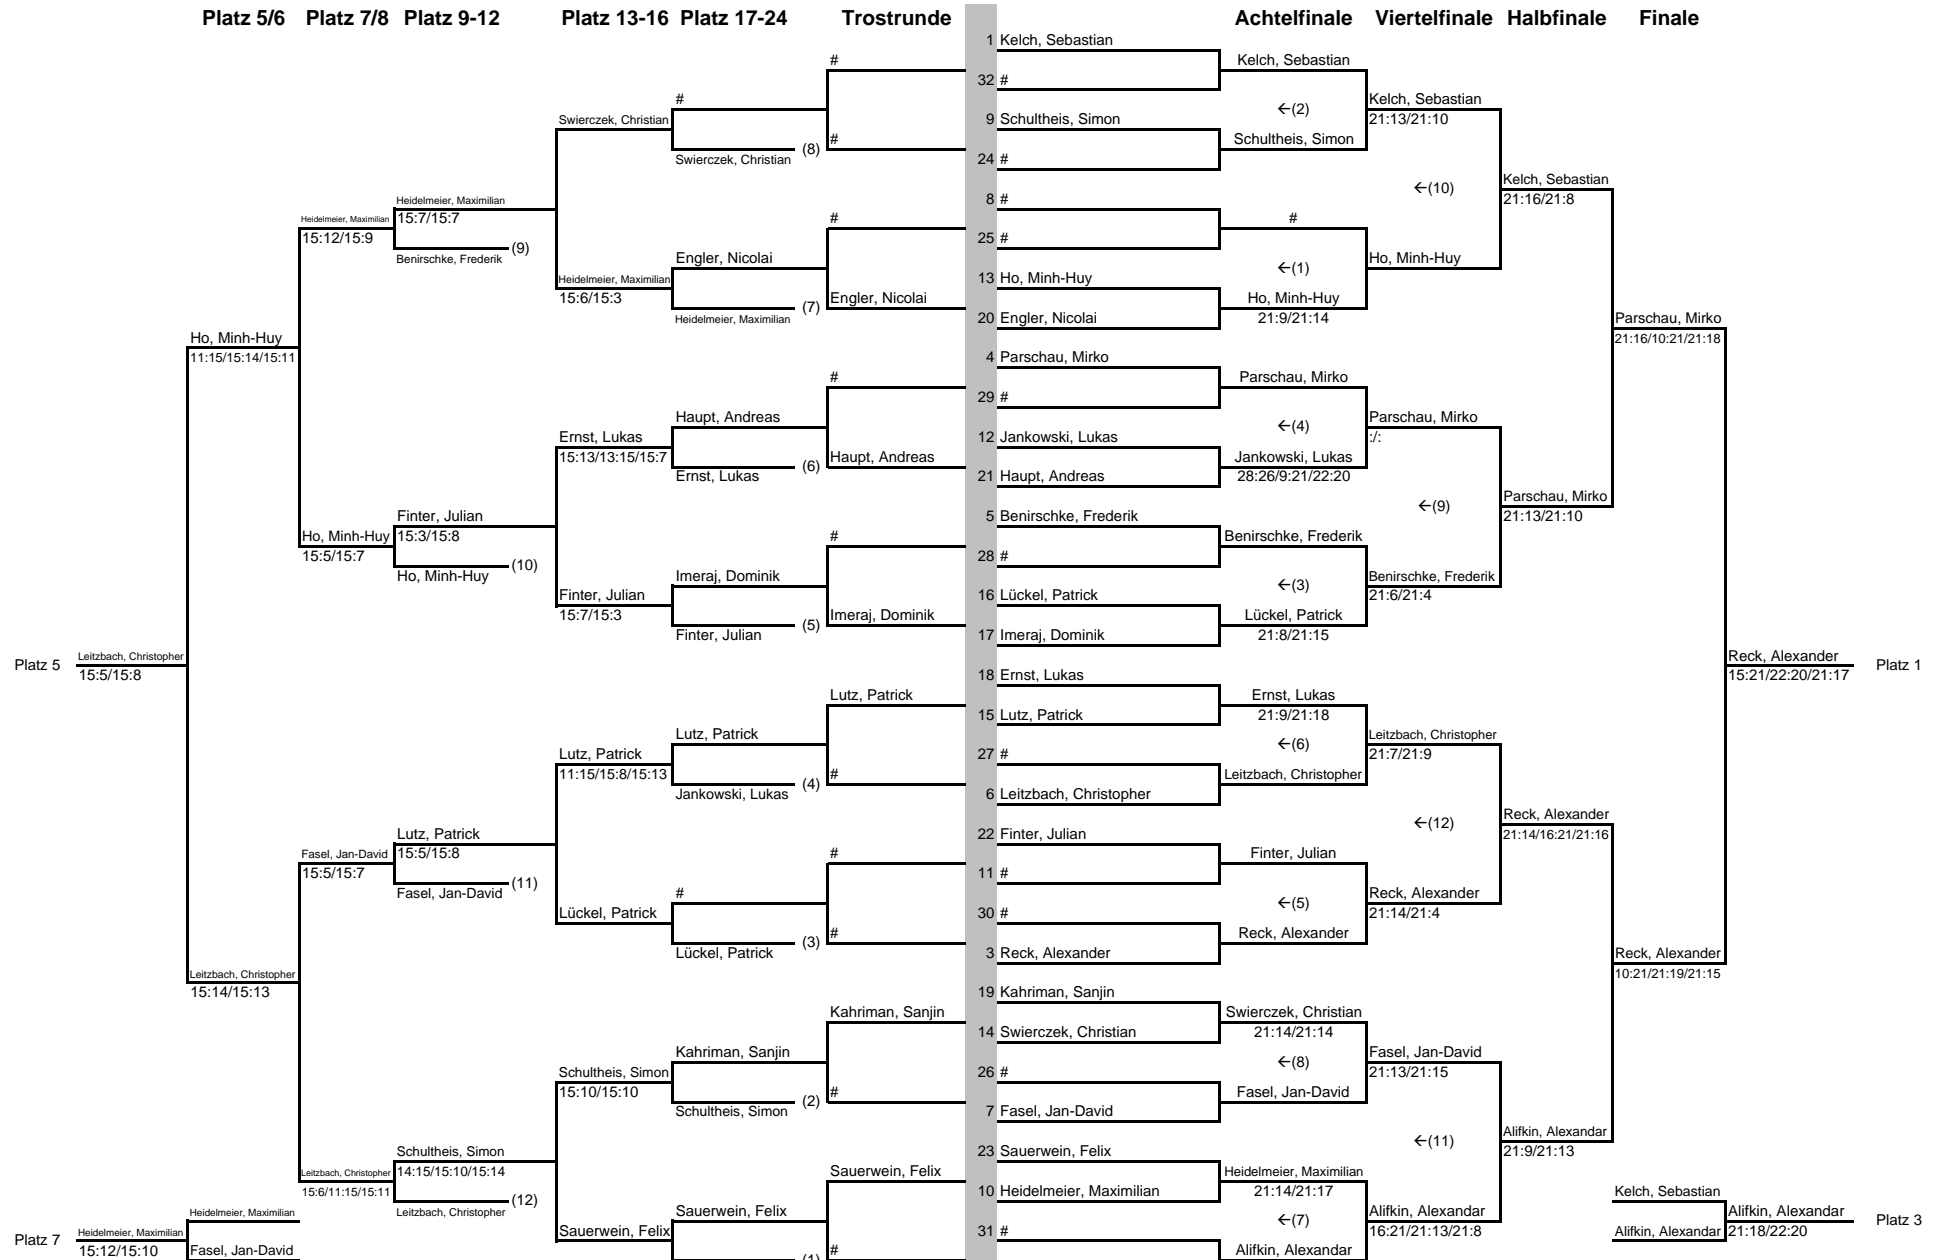 Platz 5/6 Platz 7/8 Platz 9-12 Platz 13-16 Platz 17-24 Trostrunde Achtelfinale Viertelfinale Halbfinale Finale
1 Kelch, Sebastian
# Kelch, Sebastian
32 #
# Kelch, Sebastian
←(2)
Swierczek, Christian 9 Schultheis, Simon 21:13/21:10
# Schultheis, Simon
(8)
Swierczek, Christian 24 #
Kelch, Sebastian
←(10)
Heidelmeier, Maximilian 8 # 21:16/21:8
Heidelmeier, Maximilian 15:7/15:7 # #
15:12/15:9 25 #
(9)
Benirschke, Frederik Engler, Nicolai Ho, Minh-Huy
←(1)
Heidelmeier, Maximilian 13 Ho, Minh-Huy
15:6/15:3 Engler, Nicolai Ho, Minh-Huy
(7)
Heidelmeier, Maximilian 20 Engler, Nicolai 21:9/21:14 Parschau, Mirko
Ho, Minh-Huy 21:16/10:21/21:18
11:15/15:14/15:11 4 Parschau, Mirko
# Parschau, Mirko
29 #
Haupt, Andreas Parschau, Mirko
←(4)
Ernst, Lukas 12 Jankowski, Lukas :/:
15:13/13:15/15:7 Haupt, Andreas Jankowski, Lukas
(6)
Ernst, Lukas 21 Haupt, Andreas 28:26/9:21/22:20
Parschau, Mirko
←(9)
Finter, Julian 5 Benirschke, Frederik 21:13/21:10
Ho, Minh-Huy 15:3/15:8 # Benirschke, Frederik
15:5/15:7 28 #
(10)
Ho, Minh-Huy Imeraj, Dominik Benirschke, Frederik
←(3)
Finter, Julian 16 Lückel, Patrick 21:6/21:4
15:7/15:3 Imeraj, Dominik Lückel, Patrick
(5)
Finter, Julian 17 Imeraj, Dominik 21:8/21:15
Platz 5 Leitzbach, Christopher Reck, Alexander Platz 1
15:5/15:8 18 Ernst, Lukas 15:21/22:20/21:17
Lutz, Patrick Ernst, Lukas
15 Lutz, Patrick 21:9/21:18
Lutz, Patrick Leitzbach, Christopher
←(6)
Lutz, Patrick 27 # 21:7/21:9
11:15/15:8/15:13 # Leitzbach, Christopher
(4)
Jankowski, Lukas 6 Leitzbach, Christopher
Reck, Alexander
←(12)
Lutz, Patrick 22 Finter, Julian 21:14/16:21/21:16
Fasel, Jan-David 15:5/15:8 # Finter, Julian
15:5/15:7 11 #
(11)
Fasel, Jan-David # Reck, Alexander
←(5)
Lückel, Patrick 30 # 21:14/21:4
# Reck, Alexander
(3)
Lückel, Patrick 3 Reck, Alexander Reck, Alexander
Leitzbach, Christopher 10:21/21:19/21:15
15:14/15:13 19 Kahriman, Sanjin
Kahriman, Sanjin Swierczek, Christian
14 Swierczek, Christian 21:14/21:14
Kahriman, Sanjin Fasel, Jan-David
←(8)
Schultheis, Simon 26 # 21:13/21:15
15:10/15:10 # Fasel, Jan-David
(2)
Schultheis, Simon 7 Fasel, Jan-David
Alifkin, Alexandar
←(11)
Schultheis, Simon 23 Sauerwein, Felix 21:9/21:13
Leitzbach, Christopher 14:15/15:10/15:14 Sauerwein, Felix Heidelmeier, Maximilian
15:6/11:15/15:11 10 Heidelmeier, Maximilian 21:14/21:17 Kelch, Sebastian
(12)
Heidelmeier, Maximilian Leitzbach, Christopher Sauerwein, Felix Alifkin, Alexandar Alifkin, Alexandar Platz 3
←(7)
Platz 7 Heidelmeier, Maximilian Sauerwein, Felix 31 # 16:21/21:13/21:8 Alifkin, Alexandar 21:18/22:20
15:12/15:10 Fasel, Jan-David # Alifkin, Alexandar
(1)